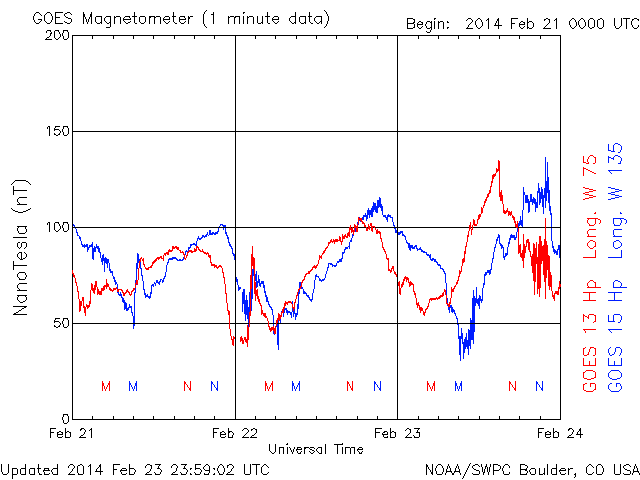 GOES Magnetometer (1 minute data)
Begin: 2014 Feb 21 0000 UTC
200
150
100
50
0
NanoTesla (nT)
M M N N M M N N M M N N
Feb 21 Feb 22 Feb 23 Feb 24
Universal Time
GOES 13 Hp Long. W 75
GOES 15 Hp Long. W 135
Updated 2014 Feb 23 23:59:02 UTC
NOAA/SWPC Boulder, CO USA